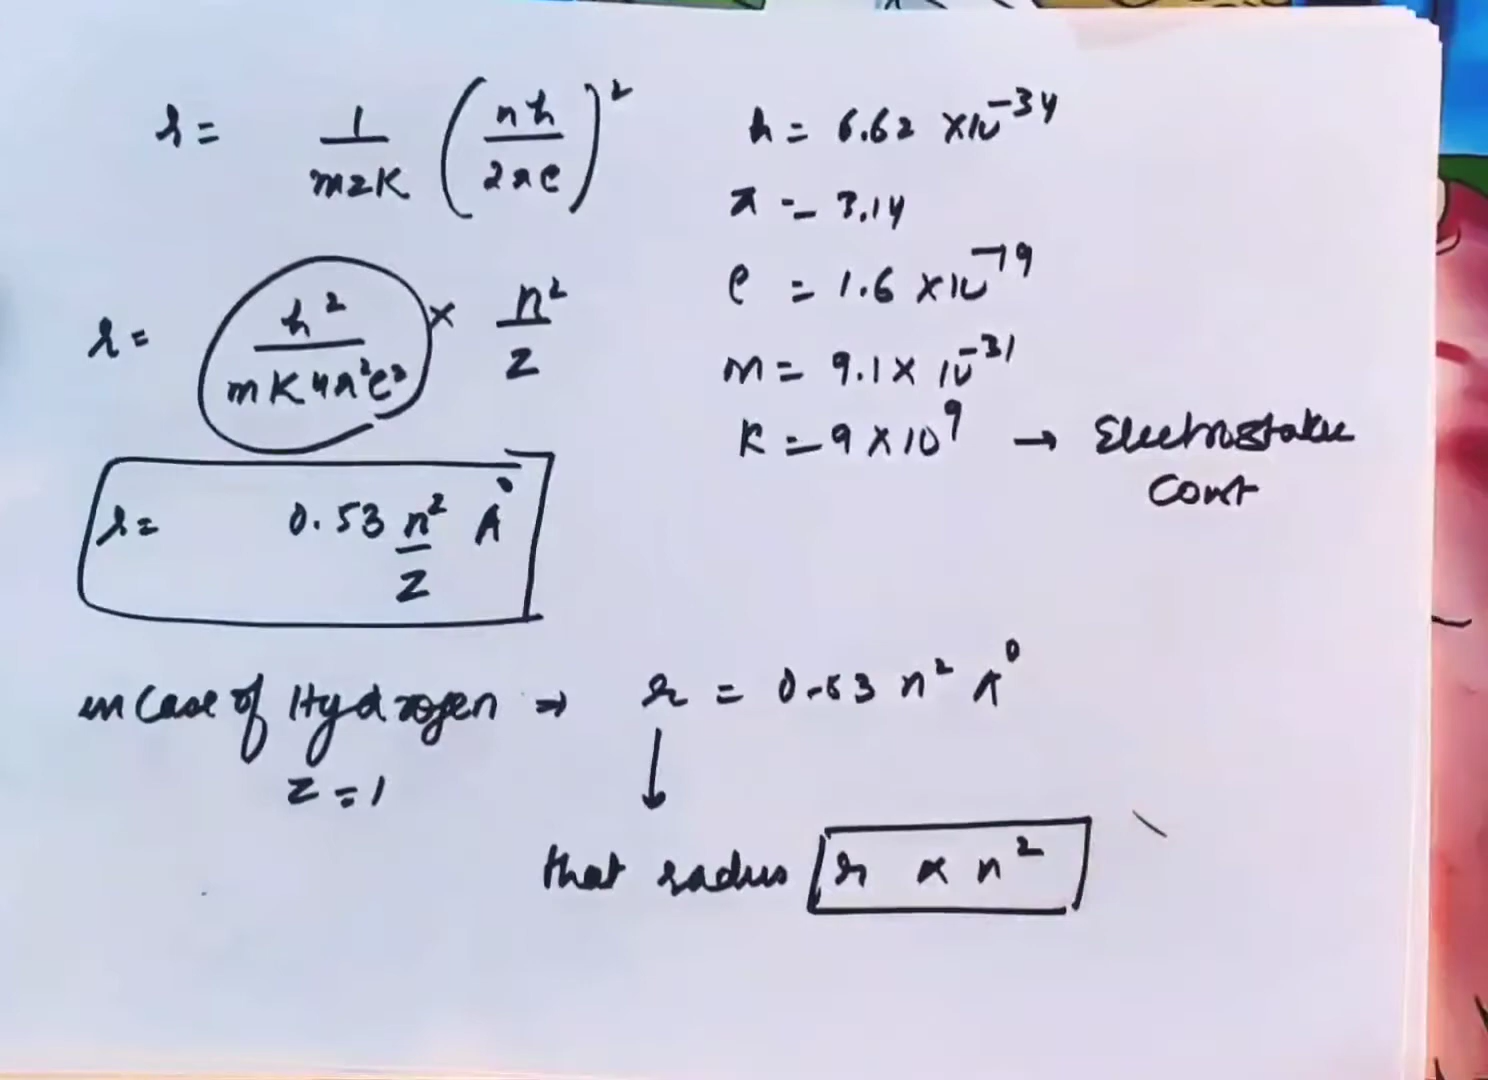 r = 1/mzK (nh/2πe)²
r = h²/mK4π²e² × n²/Z
r = 0.53 n²/Z A°
in case of Hydrogen ⇒ r = 0.53 n² A°
Z = 1 ↓
that radius r ∝ n²
h = 6.62 ×10⁻³⁴
π = 3.14
e = 1.6 ×10⁻¹⁹
m = 9.1 × 10⁻³¹
K = 9 × 10⁹ → Electrostatic
Const